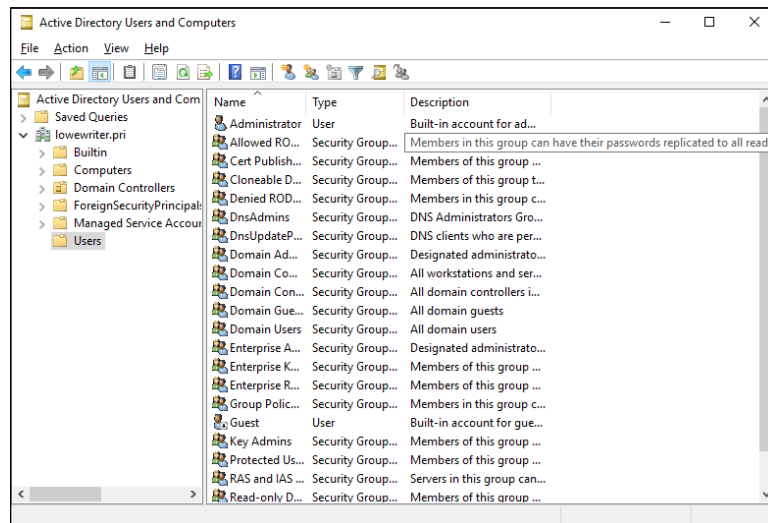 Active Directory Users and Computers
File Action View Help
Active Directory Users and Com
Saved Queries
lowewriter.pri
Builtin
Computers
Domain Controllers
ForeignSecurityPrincipals
Managed Service Accour
Users
Name Type Description
Administrator User Built-in account for ad...
Allowed RO... Security Group... Members in this group can have their passwords replicated to all read
Cert Publish... Security Group... Members of this group ...
Cloneable D... Security Group... Members of this group t...
Denied ROD... Security Group... Members in this group c...
DnsAdmins Security Group... DNS Administrators Gro...
DnsUpdateP... Security Group... DNS clients who are per...
Domain Ad... Security Group... Designated administrato...
Domain Co... Security Group... All workstations and ser...
Domain Con... Security Group... All domain controllers i...
Domain Gue... Security Group... All domain guests
Domain Users Security Group... All domain users
Enterprise A... Security Group... Designated administrato...
Enterprise K... Security Group... Members of this group ...
Enterprise R... Security Group... Members of this group ...
Group Polic... Security Group... Members in this group c...
Guest User Built-in account for gue...
Key Admins Security Group... Members of this group ...
Protected Us... Security Group... Members of this group ...
RAS and IAS ... Security Group... Servers in this group can...
Read-only D... Security Group... Members of this group ...